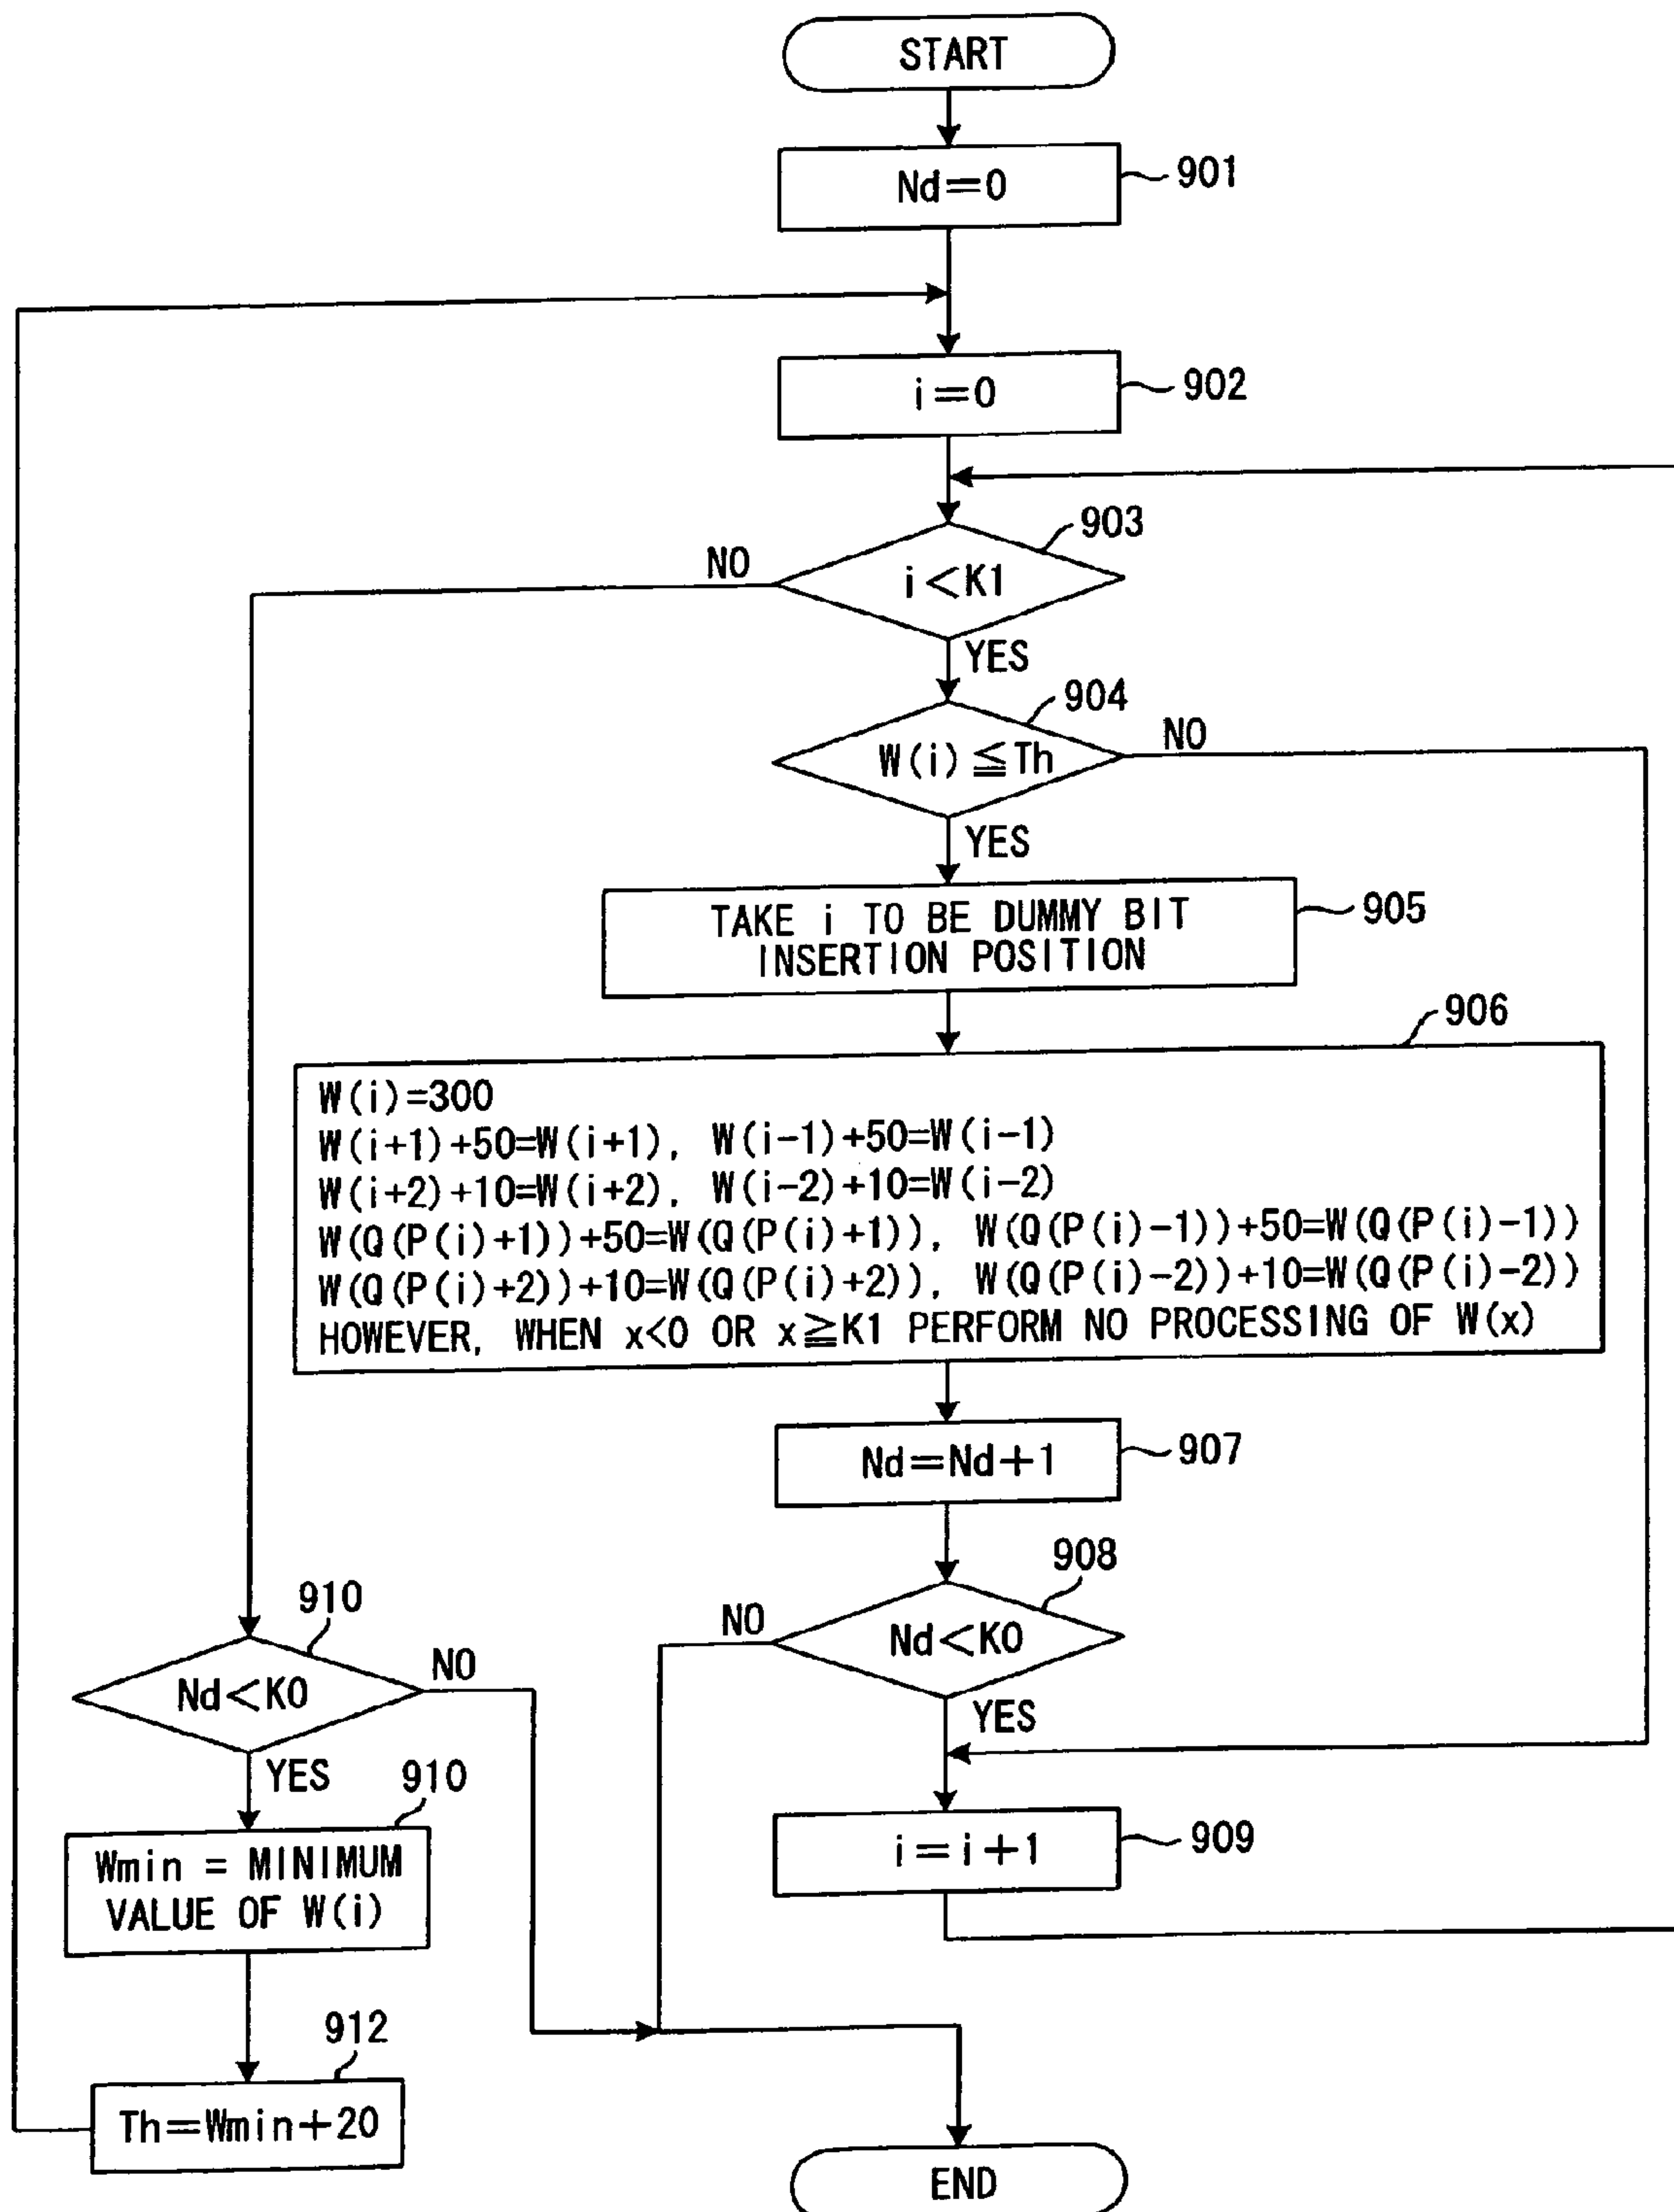 START
Nd=0
901
i=0
902
903
NO
i<K1
YES
904
NO
W(i)≦Th
YES
TAKE i TO BE DUMMY BIT
INSERTION POSITION
905
906
W(i)=300
W(i+1)+50=W(i+1), W(i-1)+50=W(i-1)
W(i+2)+10=W(i+2), W(i-2)+10=W(i-2)
W(Q(P(i)+1))+50=W(Q(P(i)+1)), W(Q(P(i)-1))+50=W(Q(P(i)-1))
W(Q(P(i)+2))+10=W(Q(P(i)+2)), W(Q(P(i)-2))+10=W(Q(P(i)-2))
HOWEVER, WHEN x<0 OR x≧K1 PERFORM NO PROCESSING OF W(x)
Nd=Nd+1
907
908
NO
Nd<K0
YES
i=i+1
909
910
NO
Nd<K0
YES
910
Wmin = MINIMUM
VALUE OF W(i)
912
Th=Wmin+20
END